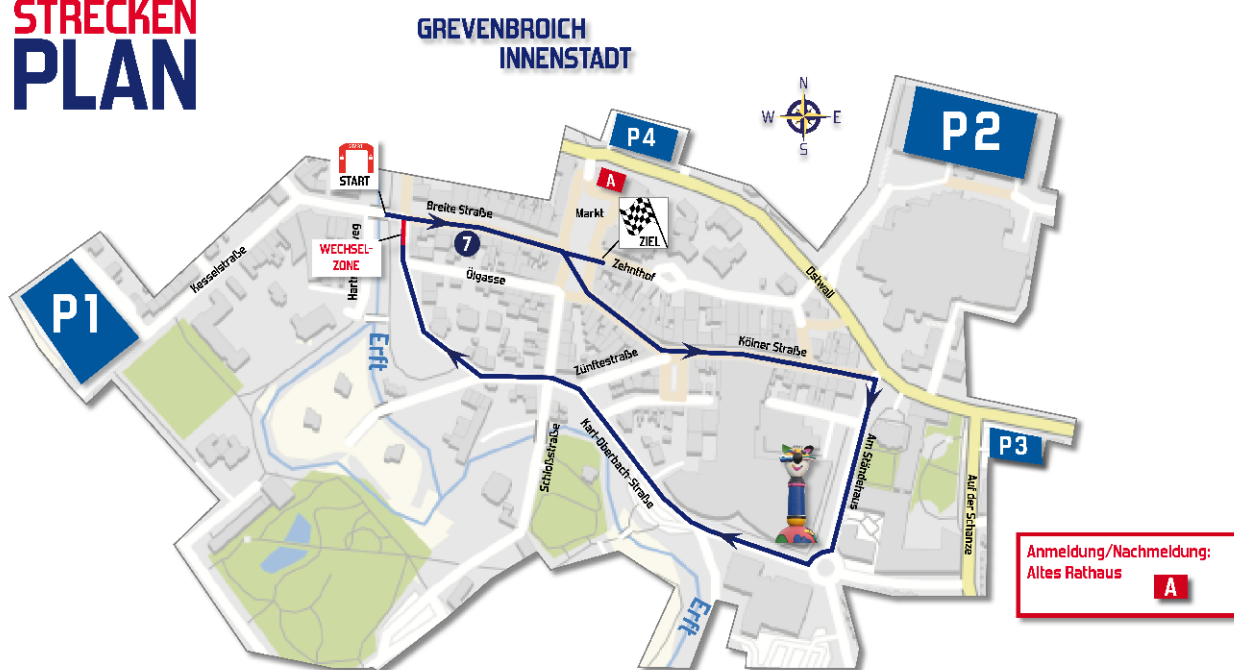 STRECKEN
PLAN
GREVENBROICH
INNENSTADT
N
W
E
S
P4
P2
START
A
Breite Straße
Markt
ZIEL
WECHSEL-
ZONE
7
Zehnthof
Kesselstraße
Ölgasse
Ostwall
P1
Erft
Kölner Straße
Zünftestraße
Karl-Oberbach-Straße
Schloßstraße
Am Ständehaus
P3
Auf der Schanze
Erft
Anmeldung/Nachmeldung:
Altes Rathaus
A